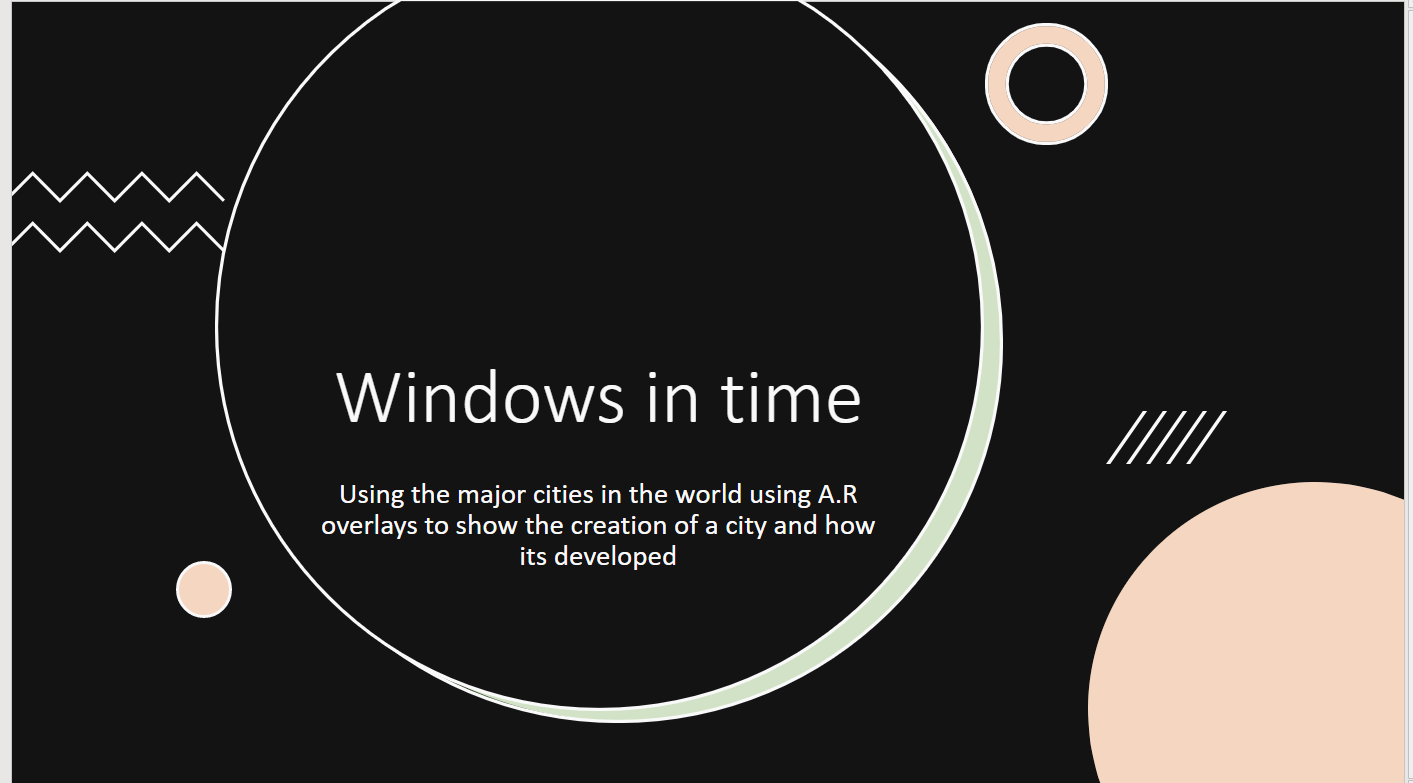 Windows in time
Using the major cities in the world using A.R
overlays to show the creation of a city and how
its developed